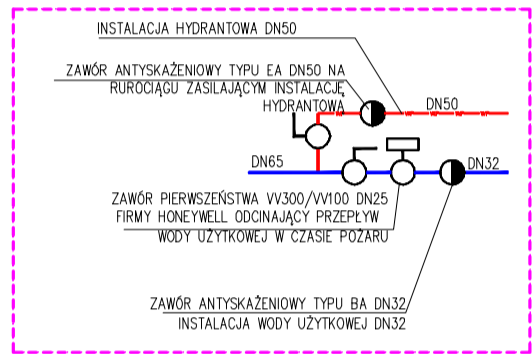 INSTALACJA HYDRANTOWA DN50
ZAWÓR ANTYSKAŻENIOWY TYPU EA DN50 NA
RUROCIĄGU ZASILAJĄCYM INSTALACJĘ
HYDRANTOWĄ
DN50
DN65
DN32
ZAWÓR PIERWSZEŃSTWA VV300/VV100 DN25
FIRMY HONEYWELL ODCINAJĄCY PRZEPŁYW
WODY UŻYTKOWEJ W CZASIE POŻARU
ZAWÓR ANTYSKAŻENIOWY TYPU BA DN32
INSTALACJA WODY UŻYTKOWEJ DN32